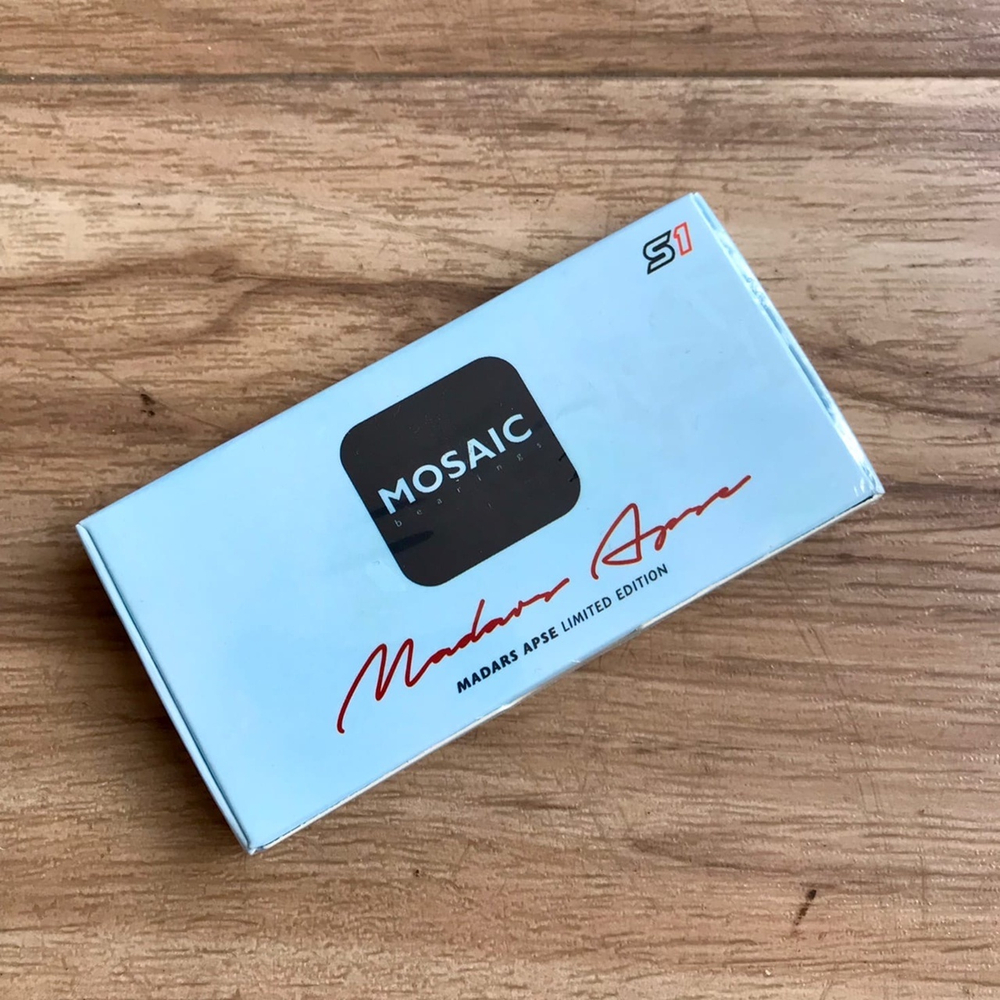 S1
MOSAIC
bearings
Madars Apse
MADARS APSE LIMITED EDITION